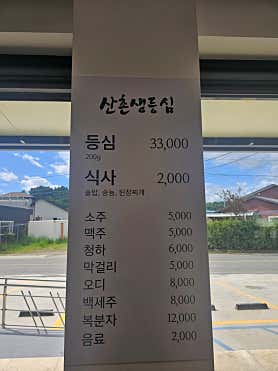 산촌생등심
등심 33,000
200g
식사 2,000
솥밥, 숭늉, 된장찌개
소주 5,000
맥주 5,000
청하 6,000
막걸리 5,000
오디 8,000
백세주 8,000
복분자 12,000
음료 2,000